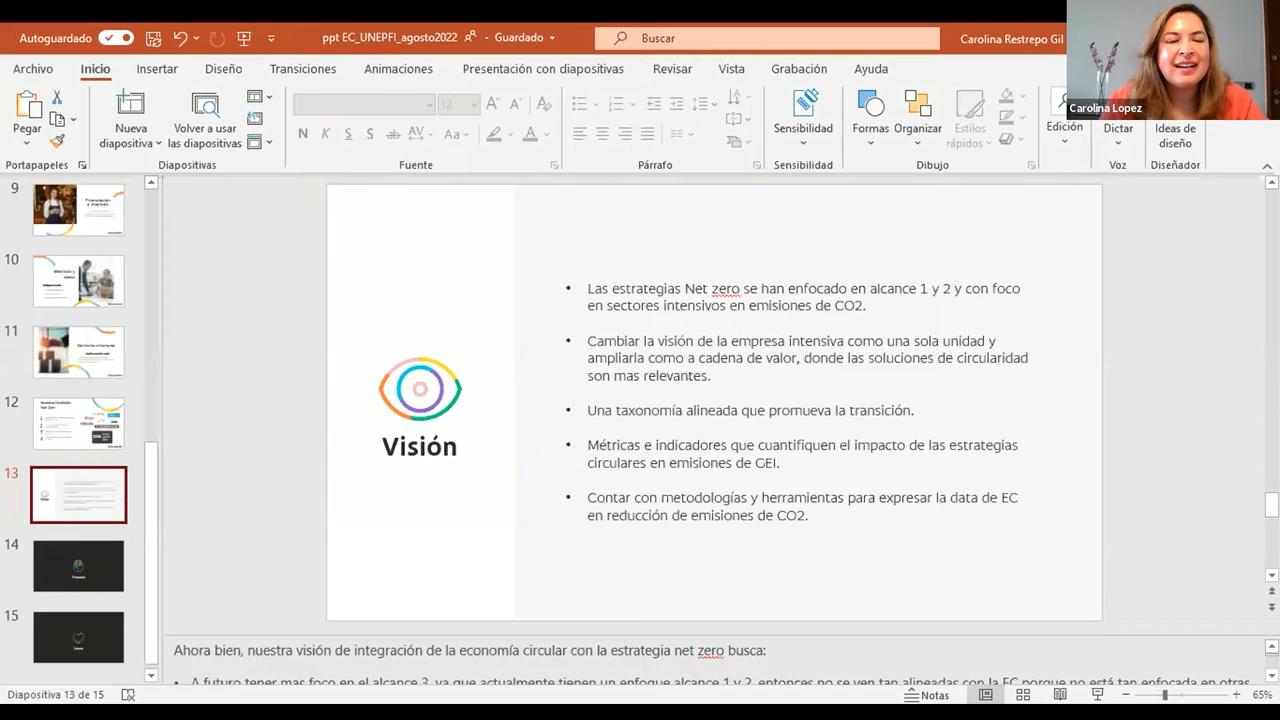 Autoguardado
ppt EC_UNEPFI_agosto2022
Guardado
Buscar
Carolina Restrepo Gil
Carolina Lopez
Archivo Inicio Insertar Diseño Transiciones Animaciones Presentación con diapositivas Revisar Vista Grabación Ayuda
Pegar
Nueva
diapositiva
Volver a usar
las diapositivas
12
N K S S ab AV Aa A
Sensibilidad
Formas
Organizar
Estilos
rápidos
Edición
Dictar
Ideas de
diseño
Portapapeles Diapositivas Fuente Párrafo Sensibilidad Dibujo Voz Diseñador
9
10
11
12
13
14
15
Visión
• Las estrategias Net zero se han enfocado en alcance 1 y 2 y con foco
en sectores intensivos en emisiones de CO2.
• Cambiar la visión de la empresa intensiva como una sola unidad y
ampliarla como a cadena de valor, donde las soluciones de circularidad
son mas relevantes.
• Una taxonomía alineada que promueva la transición.
• Métricas e indicadores que cuantifiquen el impacto de las estrategias
circulares en emisiones de GEI.
• Contar con metodologías y herramientas para expresar la data de EC
en reducción de emisiones de CO2.
Ahora bien, nuestra visión de integración de la economía circular con la estrategia net zero busca:
• A futuro tener mas foco en el alcance 3, ya que actualmente tienen un enfoque alcance 1 y 2, entonces no se ven tan alineadas con la EC porque no está tan enfocada en otras
Diapositiva 13 de 15
Notas
65%